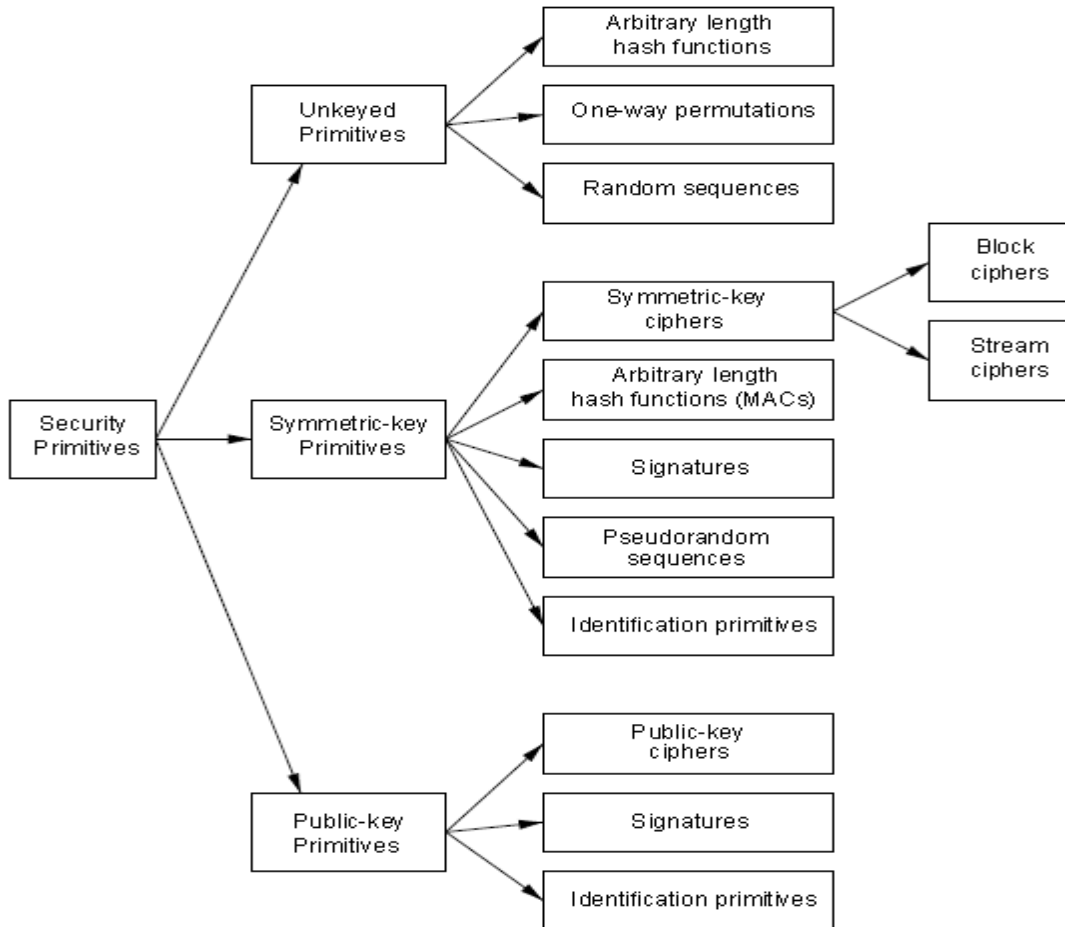 Arbitrary length
hash functions
Unkeyed
Primitives
One-way permutations
Random sequences
Block
ciphers
Symmetric-key
ciphers
Stream
ciphers
Arbitrary length
hash functions (MACs)
Security
Primitives
Symmetric-key
Primitives
Signatures
Pseudorandom
sequences
Identification primitives
Public-key
ciphers
Public-key
Primitives
Signatures
Identification primitives